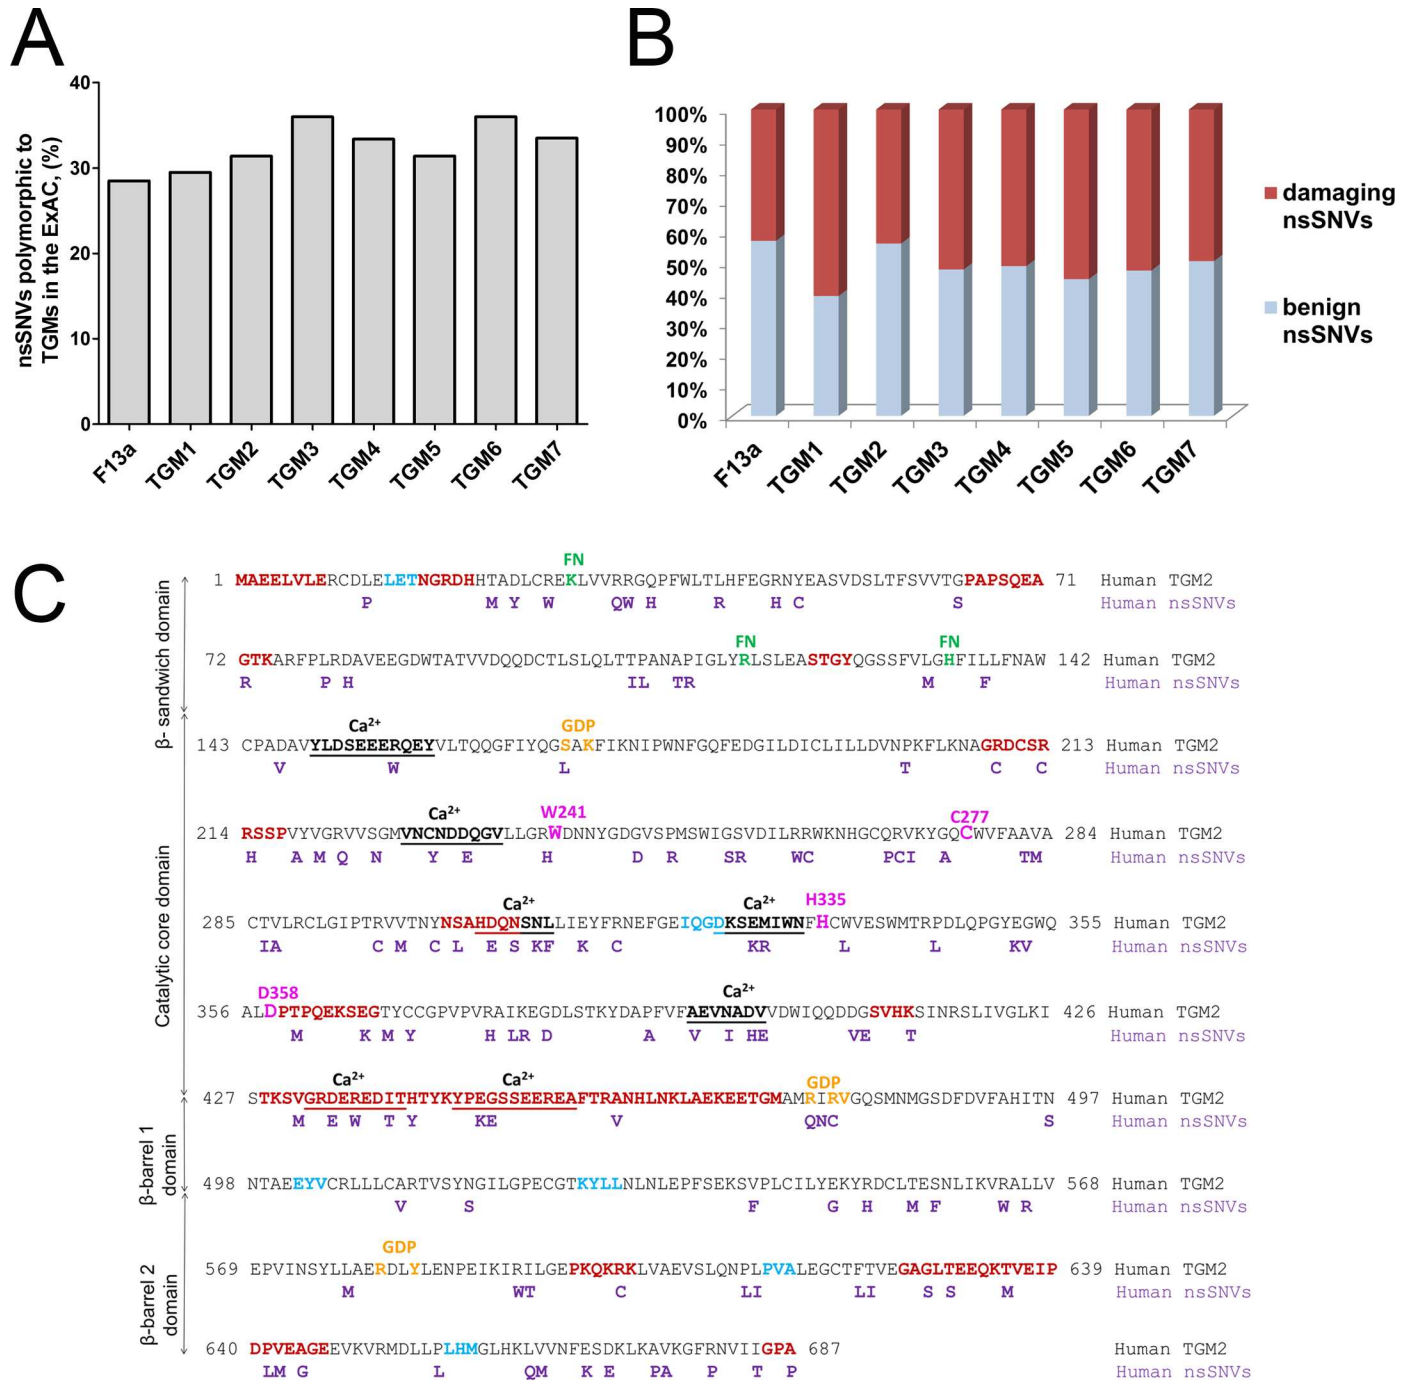 A
nsSNVs polymorphic to
TGMs in the ExAC, (%)
40
30
20
10
0
F13a
TGM1
TGM2
TGM3
TGM4
TGM5
TGM6
TGM7
B
100%
90%
80%
70%
60%
50%
40%
30%
20%
10%
0%
F13a
TGM1
TGM2
TGM3
TGM4
TGM5
TGM6
TGM7
damaging
nsSNVs
benign
nsSNVs
C
β- sandwich domain
Catalytic core domain
β-barrel 1
domain
β-barrel 2
domain
FN
1 MAEELVLERCDLELETNGRDHHTADLCREKLVVRRGQPFWLTLHFEGRNYEASVDSLTFSVVTGPAPSQEA 71 Human TGM2
P M Y W QW H R H C S Human nsSNVs
FN FN
72 GTKARFPLRDAVEEGDWTATVVDQQDCTLSLQLTTPANAPIGLYRLSLEASTGYQGSSFVLGHFILLFNAW 142 Human TGM2
R P H IL TR M F Human nsSNVs
Ca2+ GDP
143 CPADAVYLDSEEERQEYVLTQQGFIYQGSAKFIKNIPWNFGQFEDGILDICLILLDVNPKFLKNAGRDCSR 213 Human TGM2
V W L T C C Human nsSNVs
Ca2+ W241 C277
214 RSSPVYVGRVVSGMVNCNDDQGVLLGRWDNNYGDGVSPMSWIGSVDILRRWKNHGCQRVKYGQCWVFAAVA 284 Human TGM2
H A M Q N Y E H D R SR WC PCI A TM Human nsSNVs
Ca2+ Ca2+ H335
285 CTVLRCLGIPTRVVTNYNSAHDQNSNLLIEYFRNEFGEIQGDKSEMIWNFHCWVESWMTRPDLQPGYEGWQ 355 Human TGM2
IA C M C L E S KF K C KR L L KV Human nsSNVs
D358 Ca2+
356 ALDPTPQEKSEGTYCCGPVPVRAIKEGDLSTKYDAPFVFAEVNADVVDWIQQDDGSVHKSINRSLIVGLKI 426 Human TGM2
M K M Y H LR D A V I HE VE T Human nsSNVs
Ca2+ Ca2+ GDP
427 STKSVGRDEREDITHTYKYPEGSSEEREAFTRANHLNKLAEKEETGMAMRIRVGQSMNMGSDFDVFAHITN 497 Human TGM2
M E W T Y KE V QNC S Human nsSNVs
498 NTAEEYVCRLLLCARTVSYNGILGPECGTKYLLNLNLEPFSEKSVPLCILYEKYRDCLTESNLIKVRALLV 568 Human TGM2
V S F G H M F W R Human nsSNVs
GDP
569 EPVINSYLLAERDLYLENPEIKIRILGEPKQKRKLVAEVSLQNPLPVALEGCTFTVEGAGLTEEQKTVEIP 639 Human TGM2
M WT C LI LI S S M Human nsSNVs
640 DPVEAGEEVKVRMDLLPLHMGLHKLVVNFESDKLKAVKGFRNVIIGPA 687 Human TGM2
LM G L QM K E PA P T P Human nsSNVs